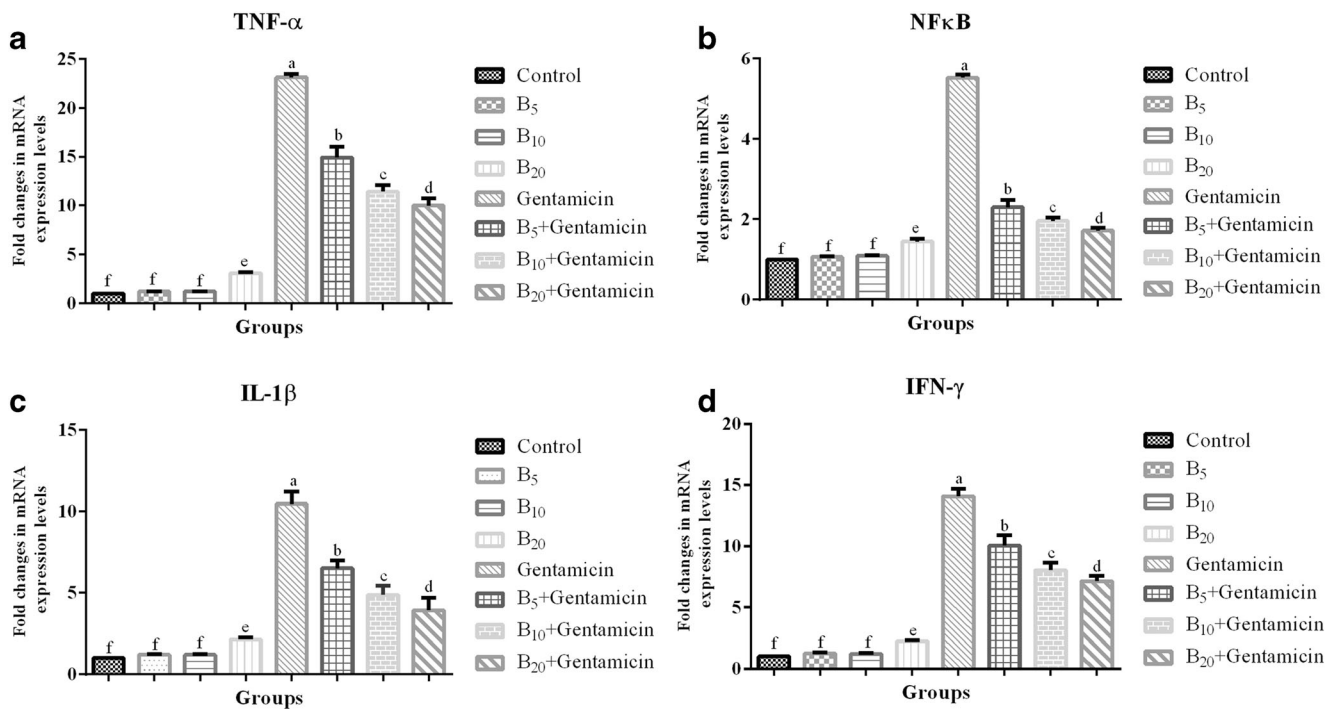 a
TNF-α
Fold changes in mRNA
expression levels
25
20
15
10
5
0
f
f
f
e
a
b
c
d
Groups
Control
B5
B10
B20
Gentamicin
B5+Gentamicin
B10+Gentamicin
B20+Gentamicin
b
NFκB
Fold changes in mRNA
expression levels
6
4
2
0
f
f
f
e
a
b
c
d
Groups
Control
B5
B10
B20
Gentamicin
B5+Gentamicin
B10+Gentamicin
B20+Gentamicin
c
IL-1β
Fold changes in mRNA
expression levels
15
10
5
0
f
f
f
e
a
b
c
d
Groups
Control
B5
B10
B20
Gentamicin
B5+Gentamicin
B10+Gentamicin
B20+Gentamicin
d
IFN-γ
Fold changes in mRNA
expression levels
20
15
10
5
0
f
f
f
e
a
b
c
d
Groups
Control
B5
B10
B20
Gentamicin
B5+Gentamicin
B10+Gentamicin
B20+Gentamicin